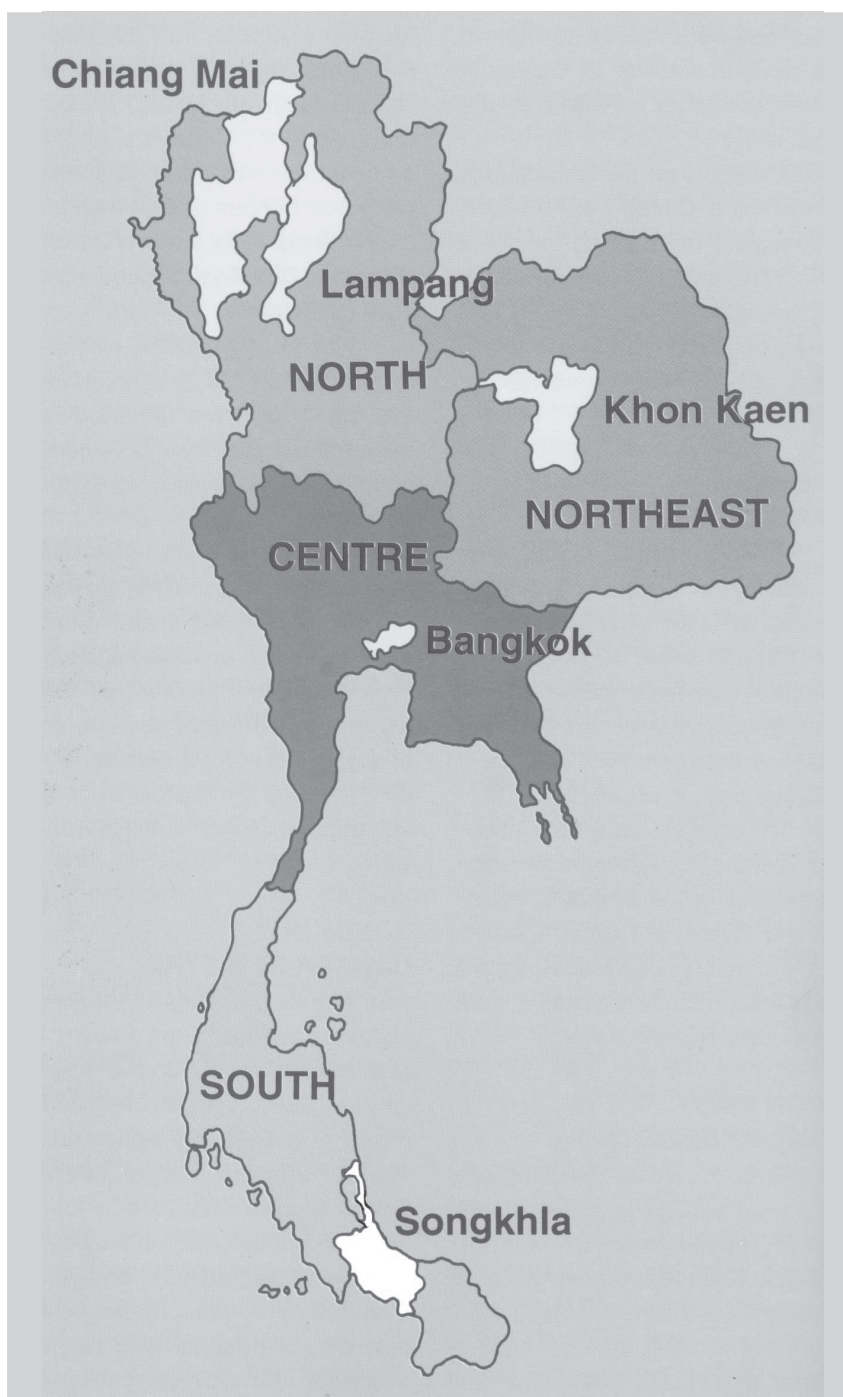 Chiang Mai
Lampang
NORTH
Khon Kaen
NORTHEAST
CENTRE
Bangkok
SOUTH
Songkhla